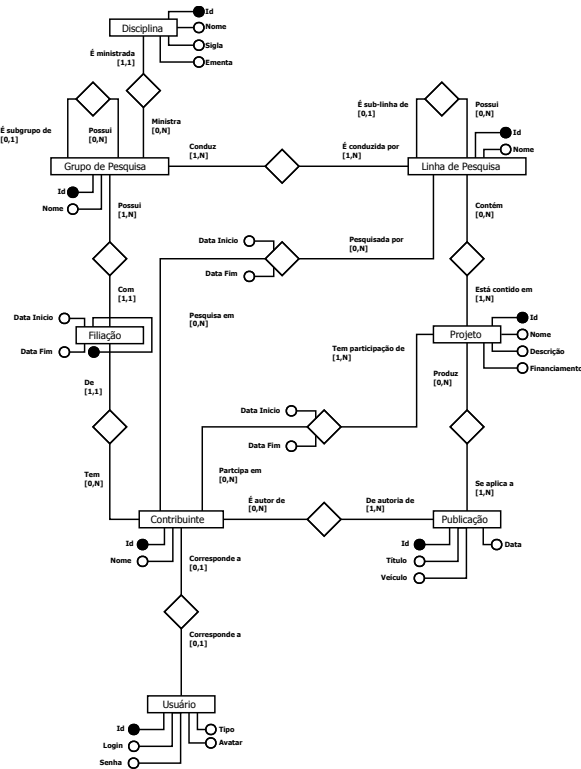 Id
Disciplina
Nome
Sigla
Ementa
É ministrada
[1,1]
Ministra
[0,N]
É subgrupo de
[0,1]
Possui
[0,N]
Grupo de Pesquisa
Id
Nome
Conduz
[1,N]
É conduzida por
[1,N]
É sub-linha de
[0,1]
Possui
[0,N]
Id
Nome
Linha de Pesquisa
Possui
[1,N]
Contém
[0,N]
Data Inicio
Data Fim
Pesquisada por
[0,N]
Pesquisa em
[0,N]
Com
[1,1]
Está contido em
[1,N]
Data Inicio
Filiação
Data Fim
Id
Projeto
Nome
Descrição
Financiamento
Tem participação de
[1,N]
Produz
[0,N]
De
[1,1]
Data Inicio
Data Fim
Partcipa em
[0,N]
Tem
[0,N]
Se aplica a
[1,N]
É autor de
[0,N]
De autoria de
[1,N]
Contribuinte
Publicação
Id
Nome
Id
Título
Veiculo
Data
Corresponde a
[0,1]
Corresponde a
[0,1]
Usuário
Id
Login
Senha
Tipo
Avatar